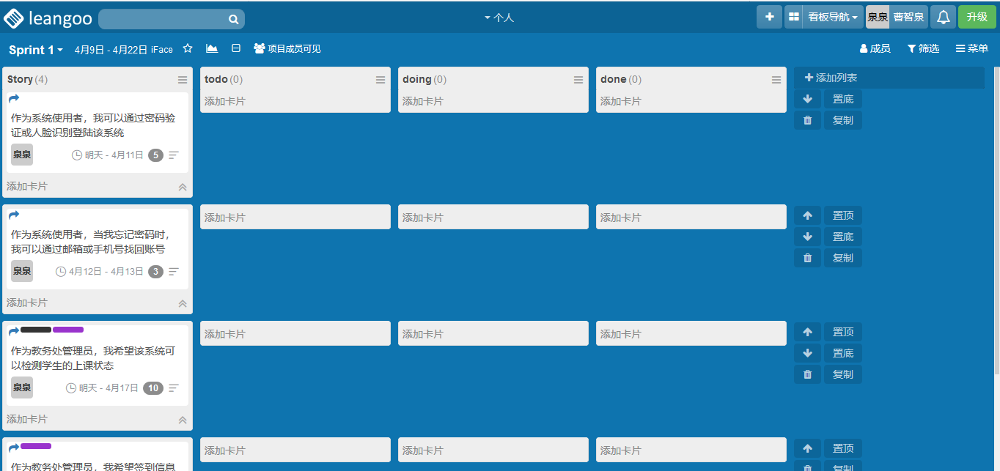 leangoo
个人
看板导航
泉泉 曹智泉
升级
Sprint 1 4月9日 - 4月22日 iFace 项目成员可见
成员 筛选 菜单
Story (4)
todo (0)
doing (0)
done (0)
添加列表
添加卡片
添加卡片
添加卡片
置底
复制
作为系统使用者，我可以通过密码验
证或人脸识别登陆该系统
泉泉 明天 - 4月11日 5
添加卡片
添加卡片
添加卡片
添加卡片
置顶
置底
复制
作为系统使用者，当我忘记密码时，
我可以通过邮箱或手机号找回账号
泉泉 4月12日 - 4月13日 3
添加卡片
添加卡片
添加卡片
添加卡片
置顶
置底
复制
作为教务处管理员，我希望该系统可
以检测学生的上课状态
泉泉 明天 - 4月17日 10
添加卡片
添加卡片
添加卡片
添加卡片
置顶
置底
作为教务处管理员，我希望签到信息